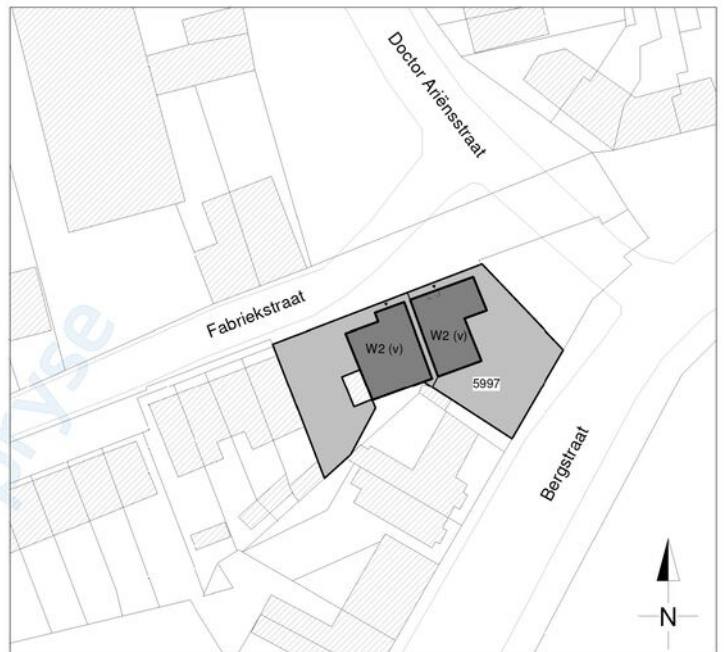 Doctor Ariënsstraat
Fabriekstraat
W2 (v)
W2 (v)
5997
Bergstraat
N